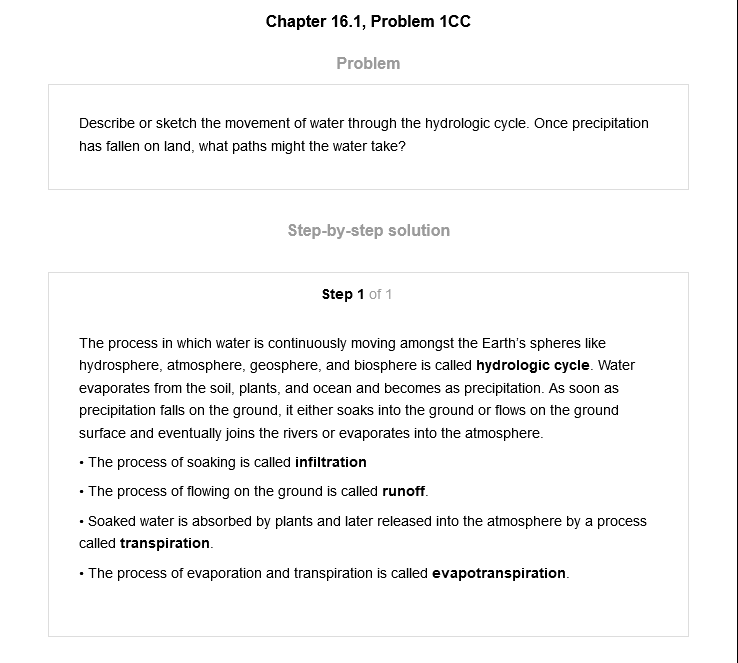 Chapter 16.1, Problem 1CC
Problem
Describe or sketch the movement of water through the hydrologic cycle. Once precipitation
has fallen on land, what paths might the water take?
Step-by-step solution
Step 1 of 1
The process in which water is continuously moving amongst the Earth's spheres like
hydrosphere, atmosphere, geosphere, and biosphere is called hydrologic cycle. Water
evaporates from the soil, plants, and ocean and becomes as precipitation. As soon as
precipitation falls on the ground, it either soaks into the ground or flows on the ground
surface and eventually joins the rivers or evaporates into the atmosphere.
• The process of soaking is called infiltration
• The process of flowing on the ground is called runoff.
• Soaked water is absorbed by plants and later released into the atmosphere by a process
called transpiration.
• The process of evaporation and transpiration is called evapotranspiration.